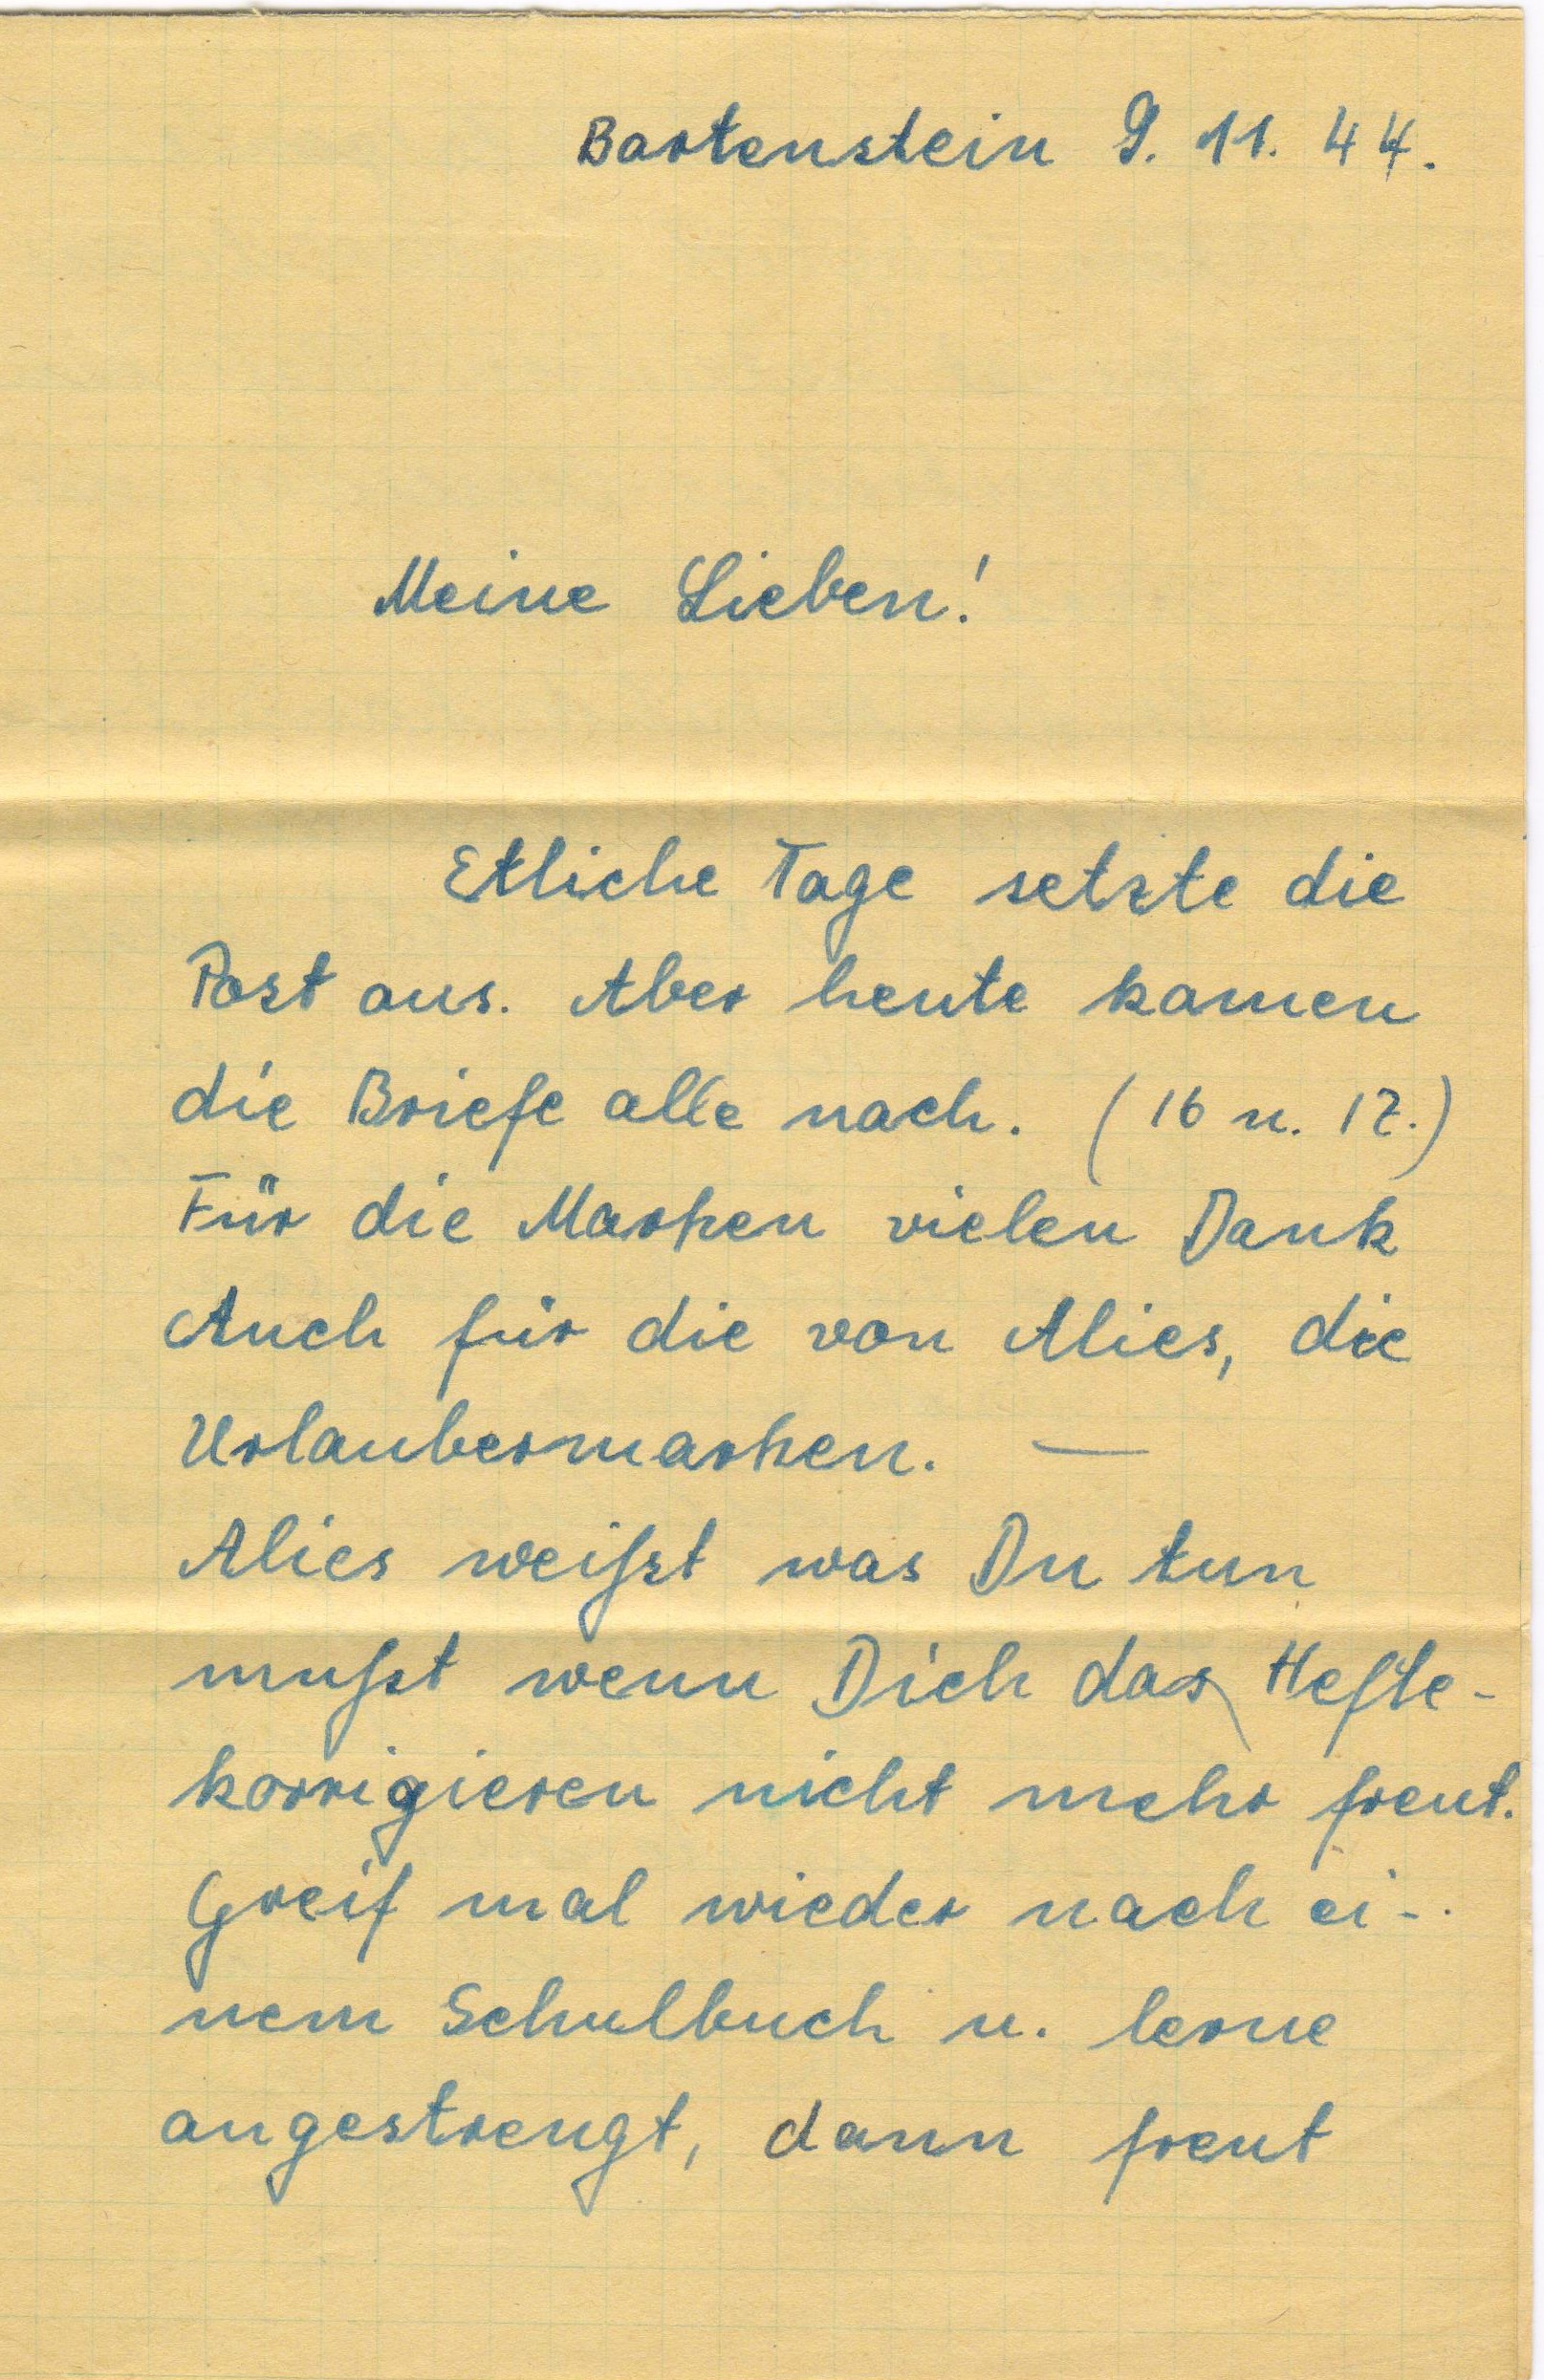 Bartenstein 9. 11. 44.
Meine Lieben!
Etliche Tage setzte die
Post aus. Aber heute kamen
die Briefe alle nach. (16 u. 17.)
Für die Marken vielen Dank
Auch für die von Alies, die
Urlaubermarken. —
Alies weißt was Du tun
mußt wenn Dich das Hefte-
korrigieren nicht mehr freut.
Greif mal wieder nach ei-
nem Schulbuch u. lerne
angestrengt, dann freut